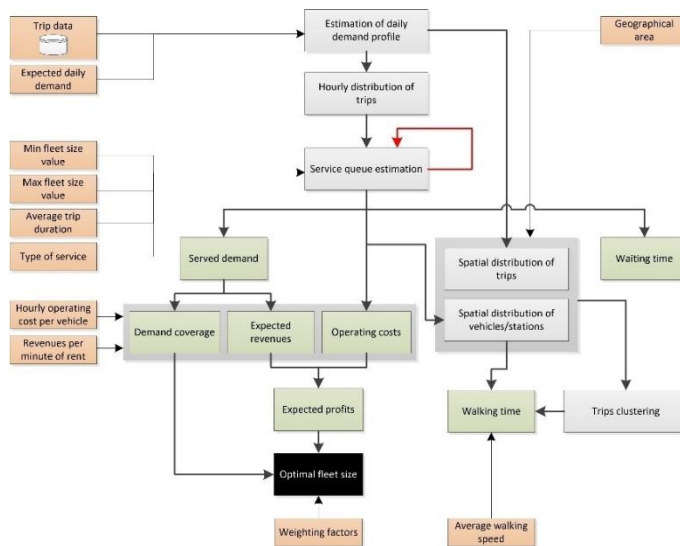 Trip data
Expected daily
demand
Estimation of daily
demand profile
Geographical
area
Hourly distribution of
trips
Min fleet size
value
Max fleet size
value
Average trip
duration
Type of service
Service queue estimation
Served demand
Spatial distribution of
trips
Waiting time
Hourly operating
cost per vehicle
Revenues per
minute of rent
Demand coverage
Expected
revenues
Operating costs
Spatial distribution of
vehicles/stations
Expected profits
Walking time
Trips clustering
Optimal fleet size
Weighting factors
Average walking
speed